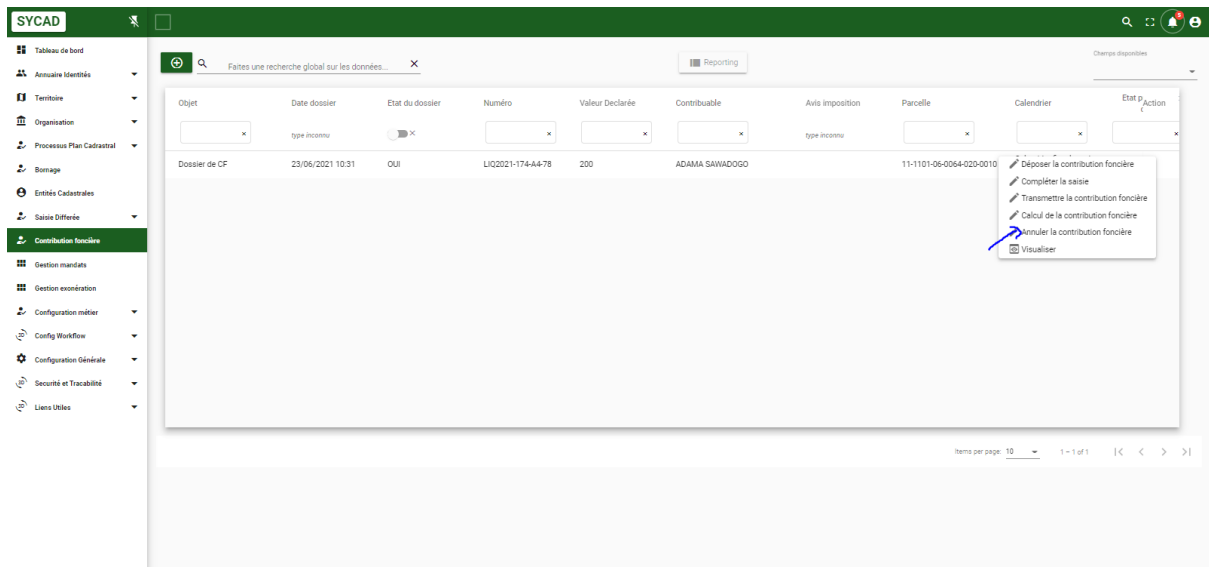 SYCAD
5
Tableau de bord
Annuaire Identités
Territoire
Organisation
Processus Plan Cadastral
Bornage
Entités Cadastrales
Saisie Differée
Contribution foncière
Gestion mandats
Gestion exonération
Configuration métier
Config Workflow
Configuration Générale
Securité et Tracabilité
Liens Utiles
Faites une recherche global sur les données...
Reporting
Champs disponibles
Objet Date dossier Etat du dossier Numéro Valeur Declarée Contribuable Avis imposition Parcelle Calendrier Etat p Action
type inconnu type inconnu
Dossier de CF 23/06/2021 10:31 OUI LIQ2021-174-A4-78 200 ADAMA SAWADOGO 11-1101-06-0064-020-0010
Déposer la contribution foncière
Compléter la saisie
Transmettre la contribution foncière
Calcul de la contribution foncière
Annuler la contribution foncière
Visualiser
Items per page: 10 1 – 1 of 1